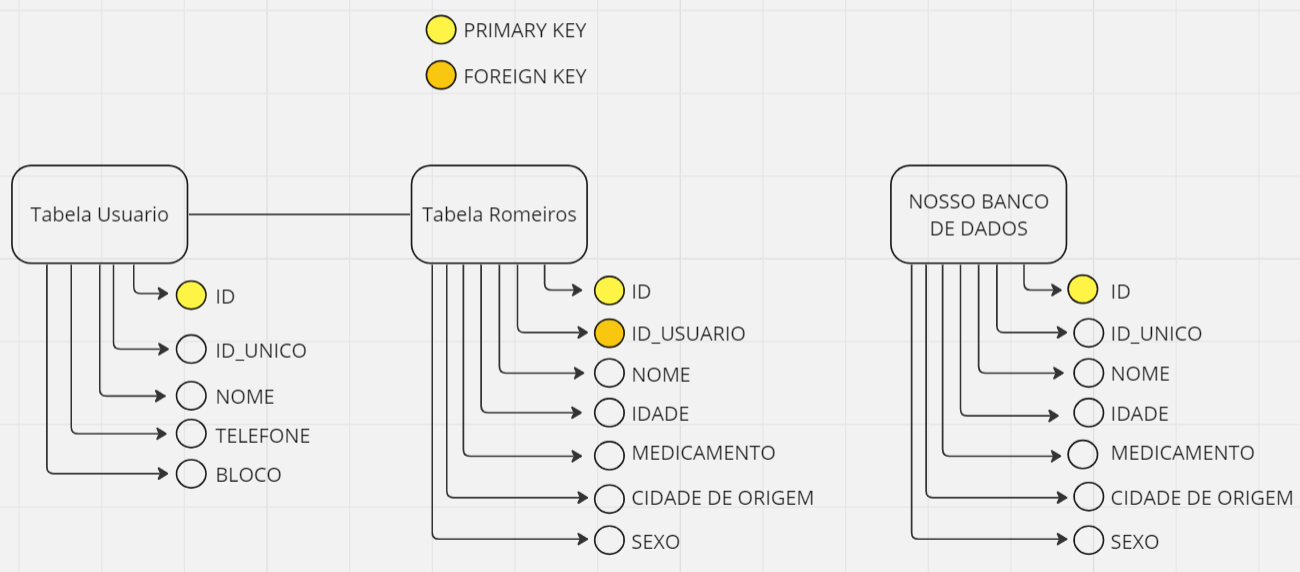 PRIMARY KEY
FOREIGN KEY
Tabela Usuario
ID
ID_UNICO
NOME
TELEFONE
BLOCO
Tabela Romeiros
ID
ID_USUARIO
NOME
IDADE
MEDICAMENTO
CIDADE DE ORIGEM
SEXO
NOSSO BANCO
DE DADOS
ID
ID_UNICO
NOME
IDADE
MEDICAMENTO
CIDADE DE ORIGEM
SEXO